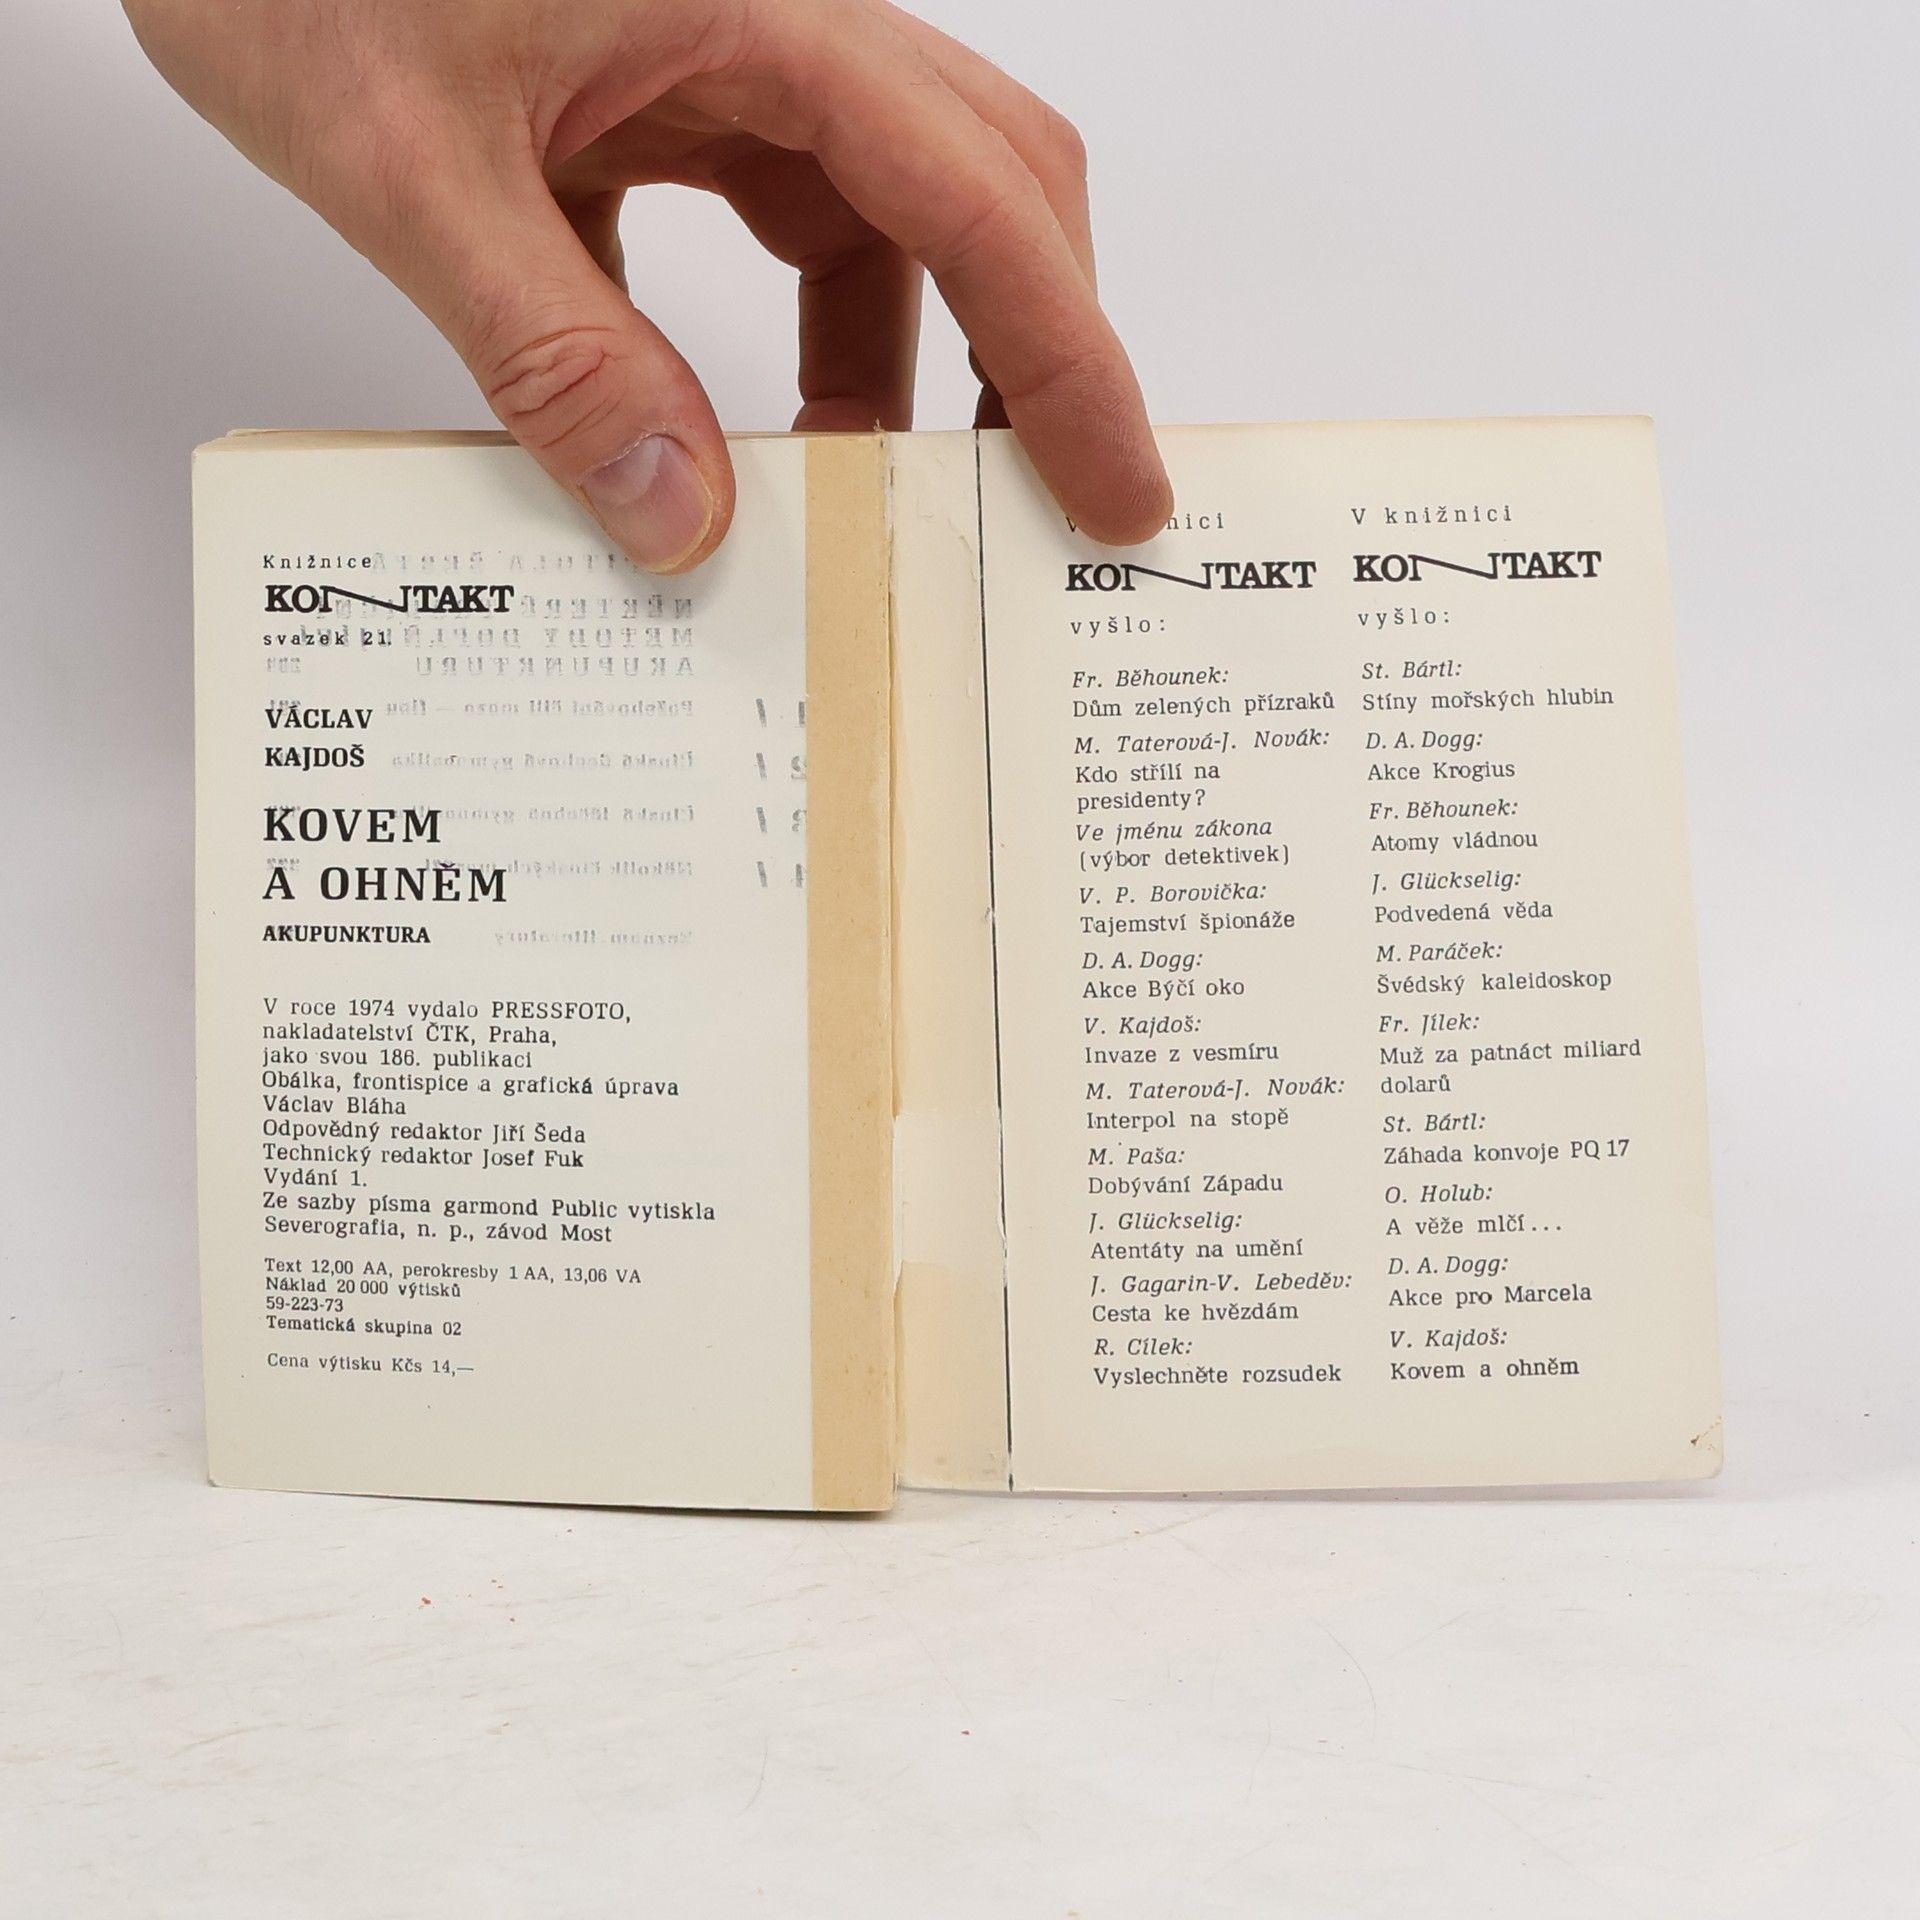 Knižnice
KONTAKT
svazek 21.
VÁCLAV
KAJDOŠ
KOVEM
A OHNĚM
AKUPUNKTURA
V roce 1974 vydalo PRESSFOTO,
nakladatelství ČTK, Praha,
jako svou 186. publikaci
Obálka, frontispice a grafická úprava
Václav Bláha
Odpovědný redaktor Jiří Šeda
Technický redaktor Josef Fuk
Vydání 1.
Ze sazby písma garmond Public vytiskla
Severografia, n. p., závod Most
Text 12,00 AA, perokresby 1 AA, 13,06 VA
Náklad 20 000 výtisků
59-223-73
Tematická skupina 02
Cena výtisku Kčs 14,—
KONTAKT
vyšlo:
Fr. Běhounek:
Dům zelených přízraků
M. Taterová-J. Novák:
Kdo střílí na
presidenty?
Ve jménu zákona
(výbor detektivek)
V. P. Borovička:
Tajemství špionáže
D. A. Dogg:
Akce Býčí oko
V. Kajdoš:
Invaze z vesmíru
M. Taterová-J. Novák:
Interpol na stopě
M. Paša:
Dobývání Západu
J. Glückselig:
Atentáty na umění
J. Gagarin-V. Lebeděv:
Cesta ke hvězdám
R. Cílek:
Vyslechněte rozsudek
V knižnici
KONTAKT
vyšlo:
St. Bártl:
Stíny mořských hlubin
D. A. Dogg:
Akce Krogius
Fr. Běhounek:
Atomy vládnou
J. Glückselig:
Podvedená věda
M. Paráček:
Švédský kaleidoskop
Fr. Jílek:
Muž za patnáct miliard
dolarů
St. Bártl:
Záhada konvoje PQ 17
O. Holub:
A věže mlčí...
D. A. Dogg:
Akce pro Marcela
V. Kajdoš:
Kovem a ohněm